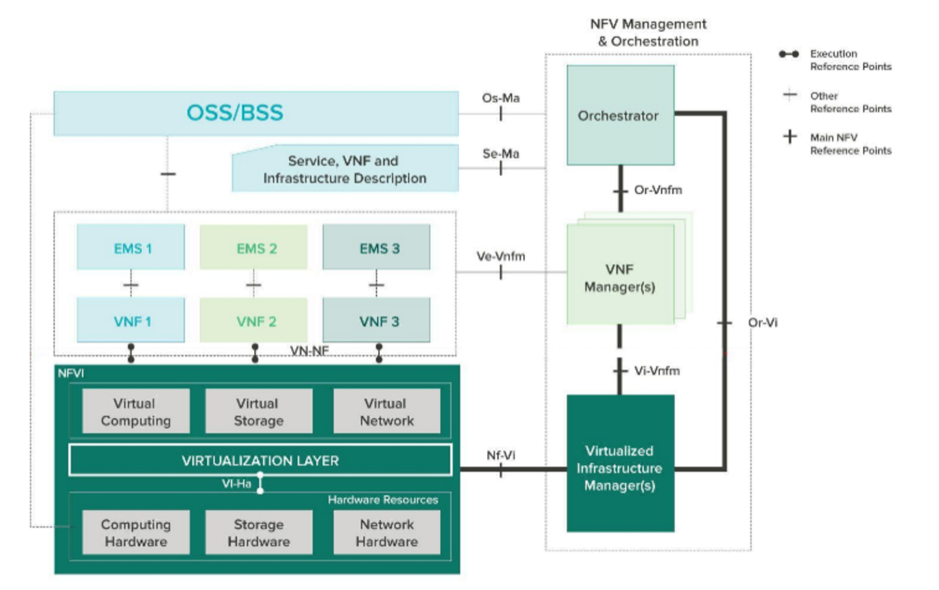 NFV Management
& Orchestration
Execution
Reference Points
Other
Reference Points
Main NFV
Reference Points
OSS/BSS
Os-Ma
Orchestrator
Se-Ma
Service, VNF and
Infrastructure Description
Or-Vnfm
EMS 1
EMS 2
EMS 3
Ve-Vnfm
VNF
Manager(s)
VNF 1
VNF 2
VNF 3
Or-Vi
VN-NF
NFVI
Vi-Vnfm
Virtual
Computing
Virtual
Storage
Virtual
Network
VIRTUALIZATION LAYER
Nf-Vi
Virtualized
Infrastructure
Manager(s)
VI-Ha
Hardware Resources
Computing
Hardware
Storage
Hardware
Network
Hardware